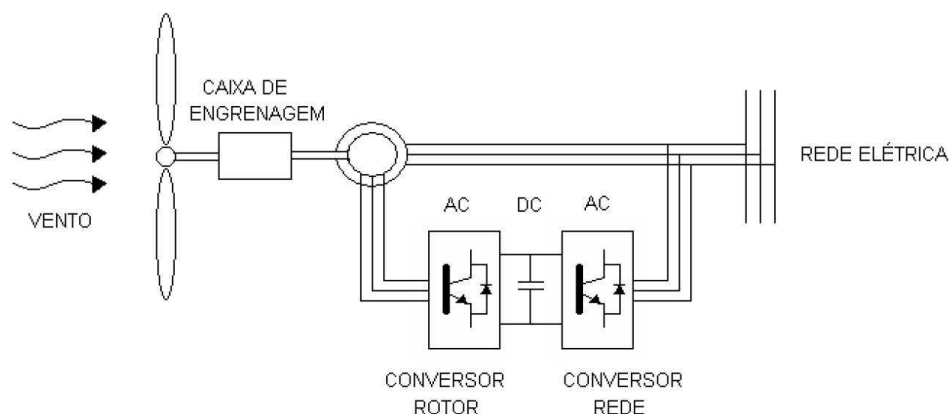 CAIXA DE
ENGRENAGEM
VENTO
REDE ELÉTRICA
AC
DC
AC
CONVERSOR
ROTOR
CONVERSOR
REDE